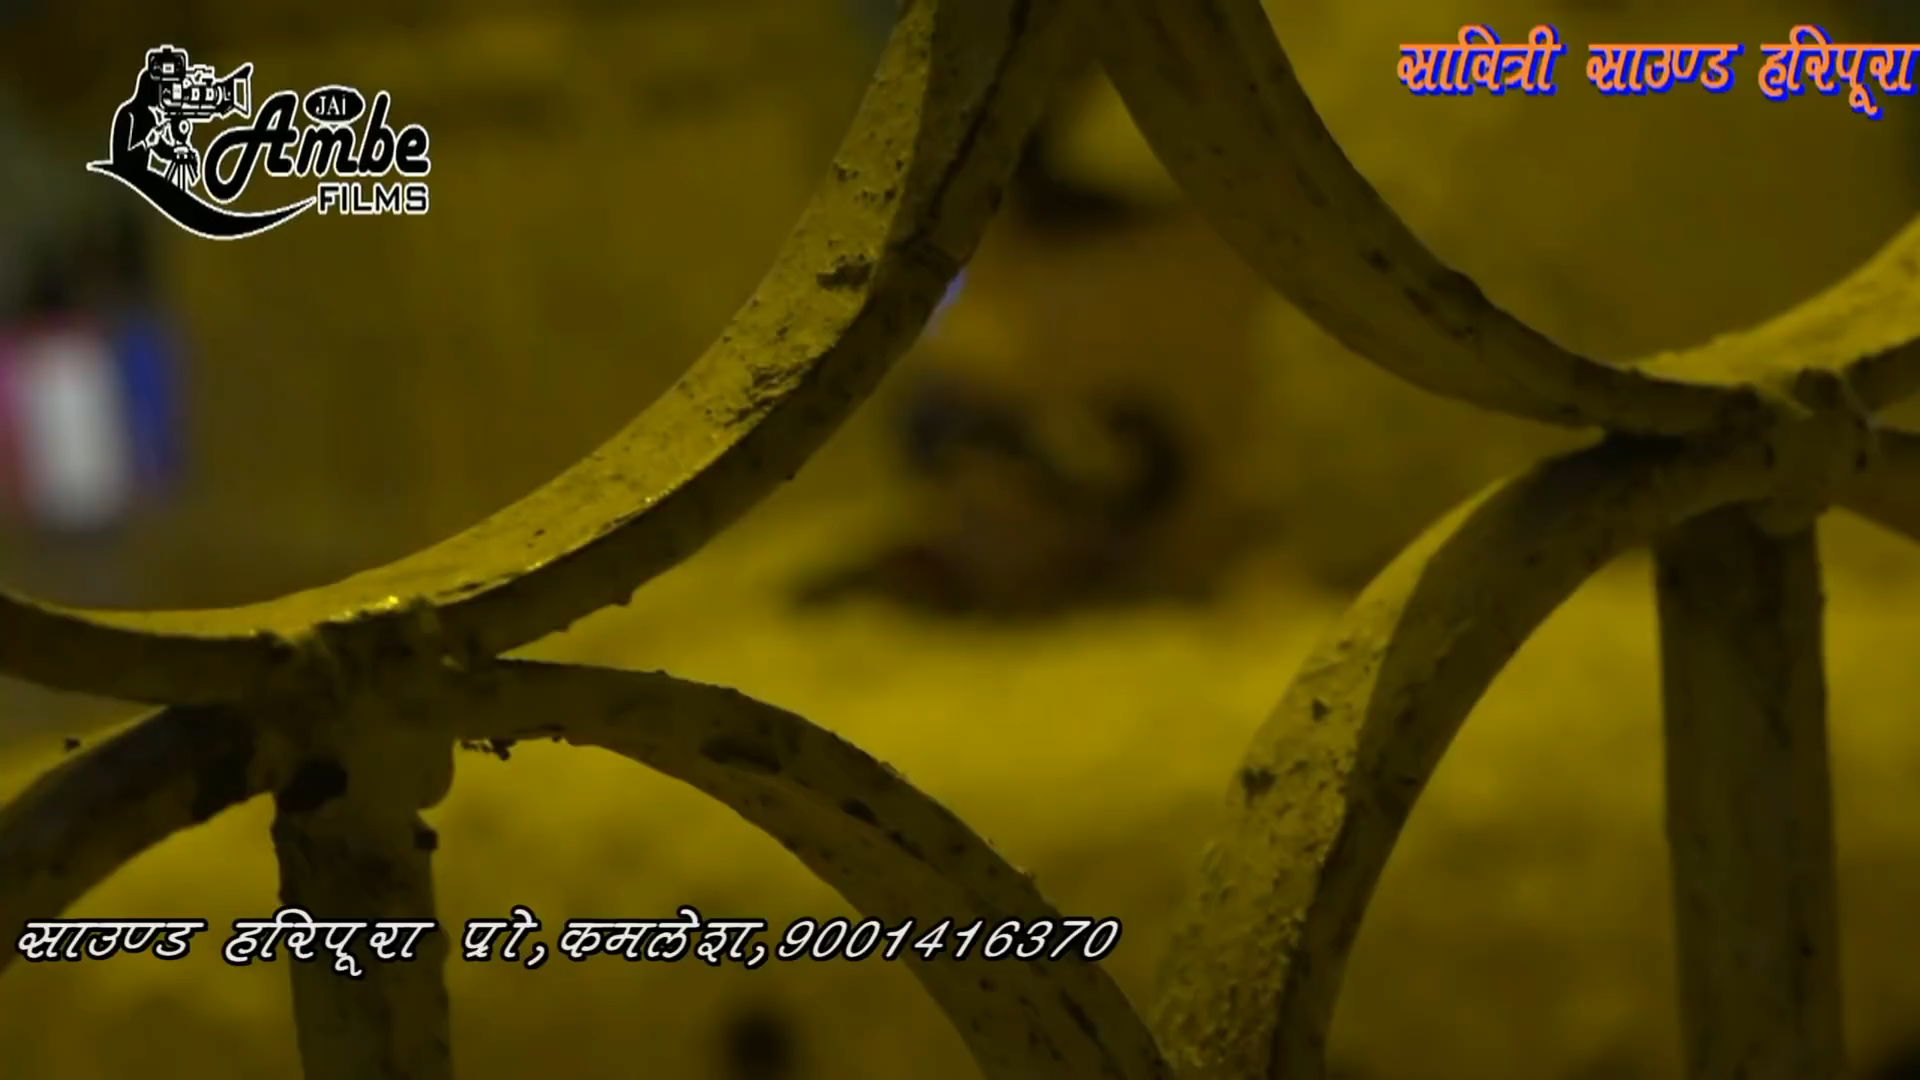 JAI
Ambe
FILMS
सावित्री साउण्ड हरिपूरा
साउण्ड हरिपूरा प्रो,कमलेश,9001416370